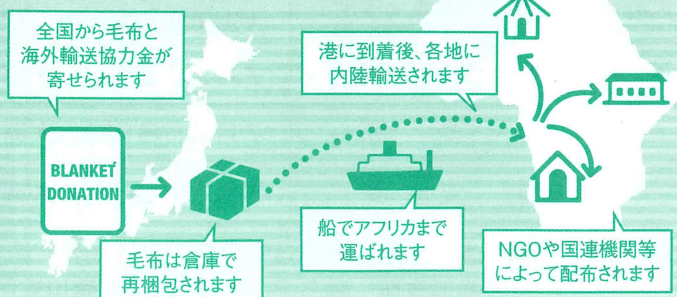 全国から毛布と
海外輸送協力金が
寄せられます
BLANKET
DONATION
毛布は倉庫で
再梱包されます
港に到着後、各地に
内陸輸送されます
船でアフリカまで
運ばれます
NGOや国連機関等
によって配布されます